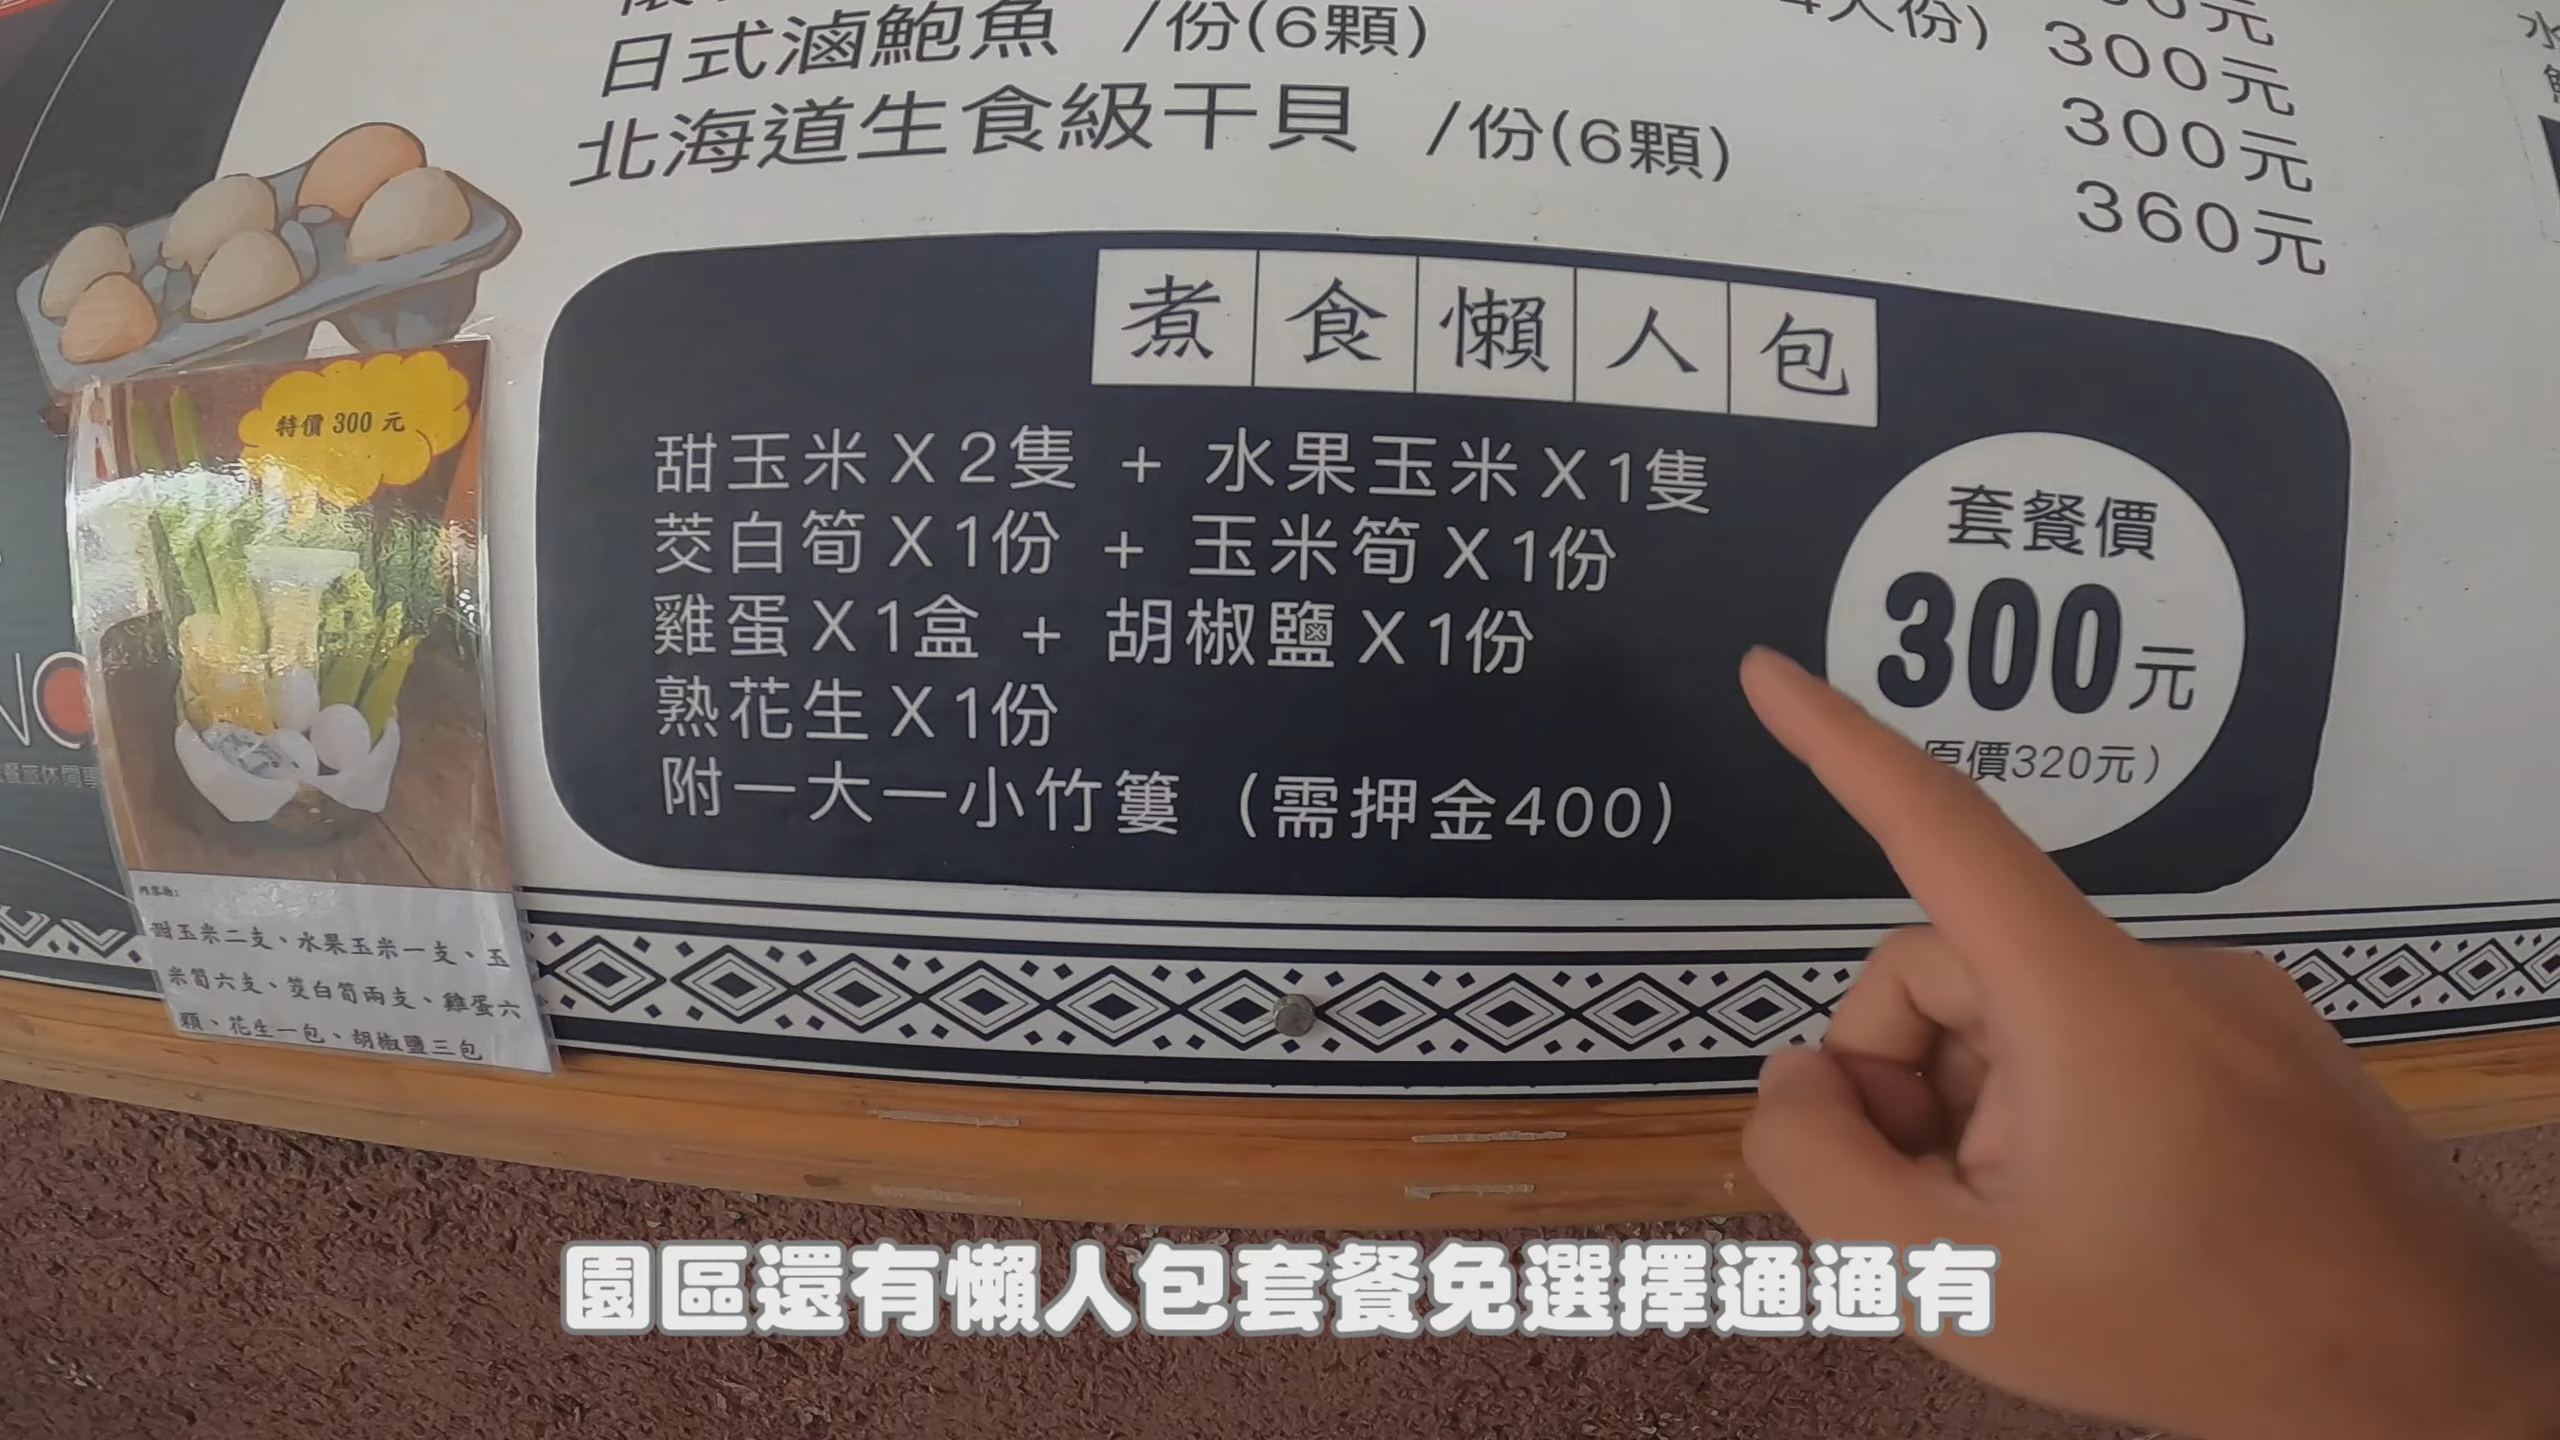 日式滷鮑魚 /份(6顆) 300元
北海道生食級干貝 /份(6顆) 360元
4人份) 300元
煮食懶人包
甜玉米X2隻 + 水果玉米X1隻
茭白筍X1份 + 玉米筍X1份
雞蛋X1盒 + 胡椒鹽X1份
熟花生X1份
附一大一小竹簍 (需押金400)
套餐價
300元
原價320元)
特價 300 元
內容物:
甜玉米二支、水果玉米一支、玉
米筍六支、茭白筍兩支、雞蛋六
顆、花生一包、胡椒鹽三包
園區還有懶人包套餐免選擇通通有